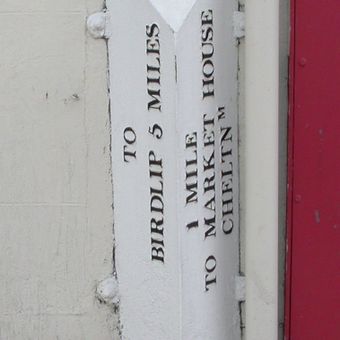 TO
BIRDLIP 5 MILES
1 MILE
TO MARKET HOUSE
CHELTNᴹ